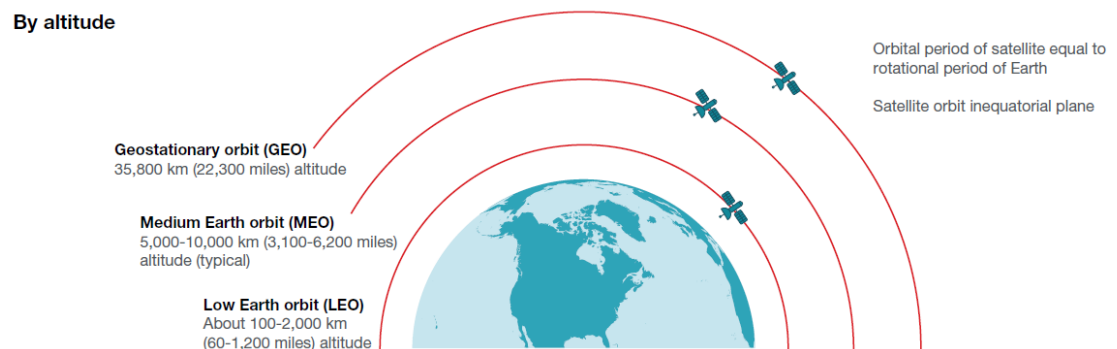 By altitude
Orbital period of satellite equal to
rotational period of Earth
Satellite orbit inequatorial plane
Geostationary orbit (GEO)
35,800 km (22,300 miles) altitude
Medium Earth orbit (MEO)
5,000-10,000 km (3,100-6,200 miles)
altitude (typical)
Low Earth orbit (LEO)
About 100-2,000 km
(60-1,200 miles) altitude